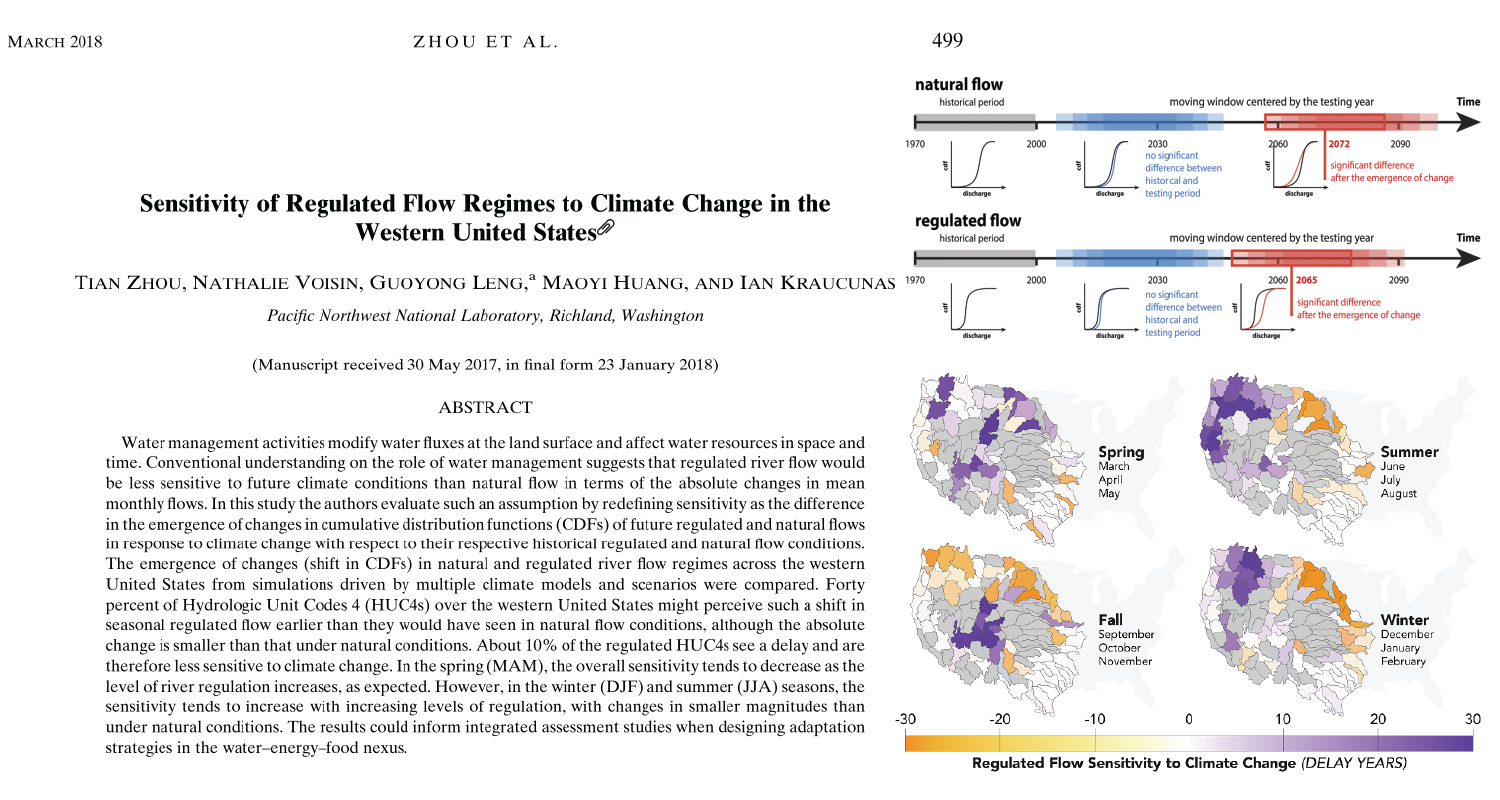 MARCH 2018
ZHOU ET AL.
499
Sensitivity of Regulated Flow Regimes to Climate Change in the
Western United States
TIAN ZHOU, NATHALIE VOISIN, GUOYONG LENG,a MAOYI HUANG, AND IAN KRAUCUNAS
Pacific Northwest National Laboratory, Richland, Washington
(Manuscript received 30 May 2017, in final form 23 January 2018)
ABSTRACT
Water management activities modify water fluxes at the land surface and affect water resources in space and
time. Conventional understanding on the role of water management suggests that regulated river flow would
be less sensitive to future climate conditions than natural flow in terms of the absolute changes in mean
monthly flows. In this study the authors evaluate such an assumption by redefining sensitivity as the difference
in the emergence of changes in cumulative distribution functions (CDFs) of future regulated and natural flows
in response to climate change with respect to their respective historical regulated and natural flow conditions.
The emergence of changes (shift in CDFs) in natural and regulated river flow regimes across the western
United States from simulations driven by multiple climate models and scenarios were compared. Forty
percent of Hydrologic Unit Codes 4 (HUC4s) over the western United States might perceive such a shift in
seasonal regulated flow earlier than they would have seen in natural flow conditions, although the absolute
change is smaller than that under natural conditions. About 10% of the regulated HUC4s see a delay and are
therefore less sensitive to climate change. In the spring (MAM), the overall sensitivity tends to decrease as the
level of river regulation increases, as expected. However, in the winter (DJF) and summer (JJA) seasons, the
sensitivity tends to increase with increasing levels of regulation, with changes in smaller magnitudes than
under natural conditions. The results could inform integrated assessment studies when designing adaptation
strategies in the water–energy–food nexus.
natural flow
historical period
moving window centered by the testing year
Time
1970
2000
2030
2060
2072
2090
cdf
discharge
cdf
discharge
no significant
difference between
historcal and
testing period
cdf
discharge
significant difference
after the emergence of change
regulated flow
historical period
moving window centered by the testing year
Time
1970
2000
2030
2060
2065
2090
cdf
discharge
cdf
discharge
no significant
difference between
historcal and
testing period
cdf
discharge
significant difference
after the emergence of change
Spring
March
April
May
Summer
June
July
August
Fall
September
October
November
Winter
December
January
February
-30 -20 -10 0 10 20 30
Regulated Flow Sensitivity to Climate Change (DELAY YEARS)